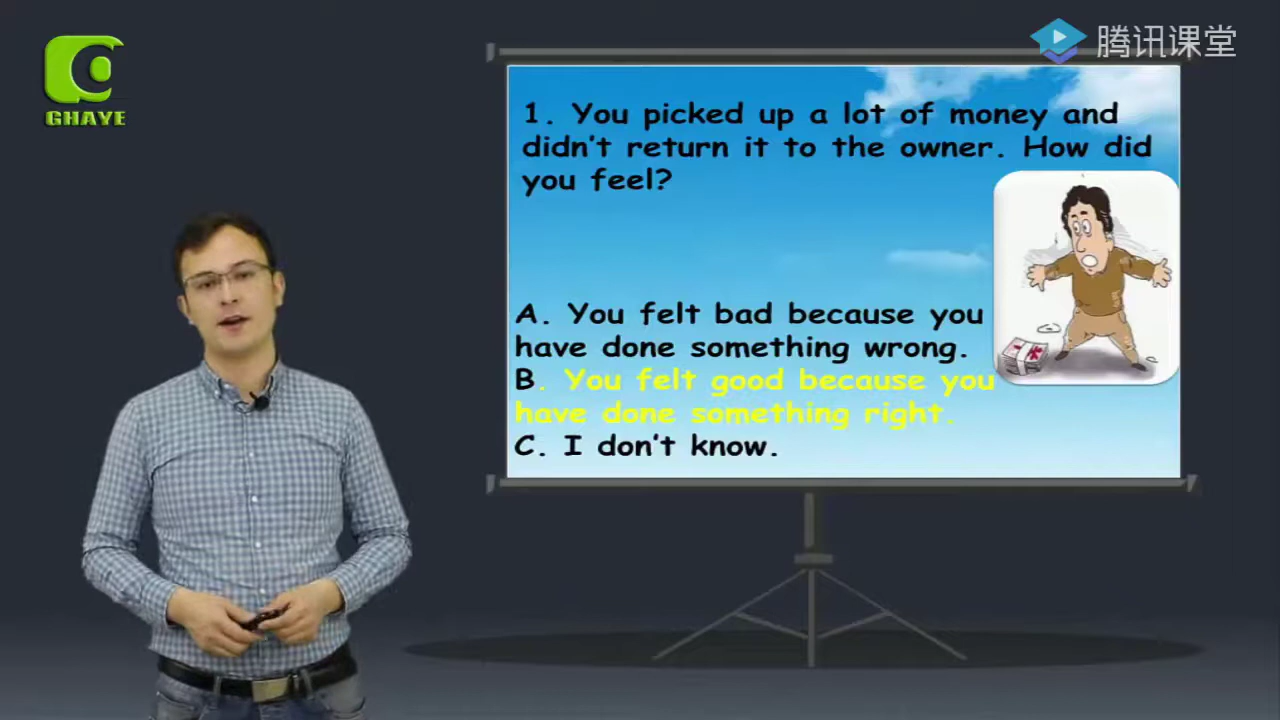 GHAYE
腾讯课堂
1. You picked up a lot of money and
didn't return it to the owner. How did
you feel?
A. You felt bad because you
have done something wrong.
B. You felt good because you
have done something right.
C. I don't know.